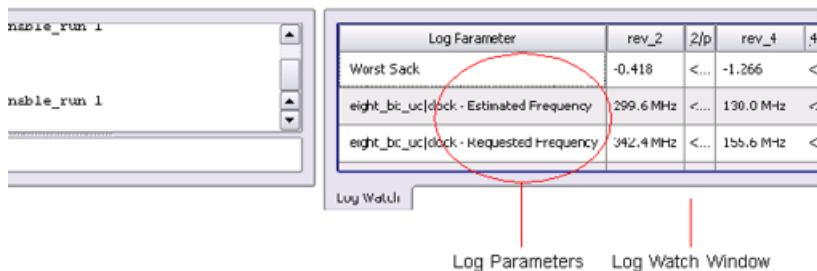 nsble_run 1
nsble_run 1
Log Parameter rev_2 2/p rev_4 4
Worst Sack -0.418 <... -1.266 <
eight_bit_uc|clock - Estimated Frequency 299.6 MHz <... 130.0 MHz <
eight_bit_uc|clock - Requested Frequency 342.4 MHz <... 155.6 MHz <
Log Watch
Log Parameters Log Watch Window